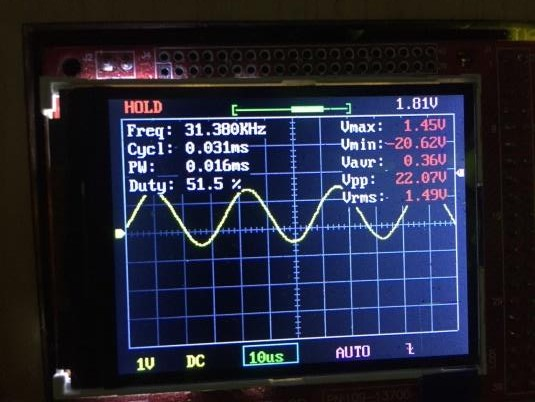 HOLD 1.81V
Freq: 31.380KHz Vmax: 1.45V
Cycl: 0.031ms Vmin:-20.62V
PW: 0.016ms Vavr: 0.36V
Duty: 51.5 % Vpp: 22.07V
Vrms: 1.49V
1V DC 10us AUTO